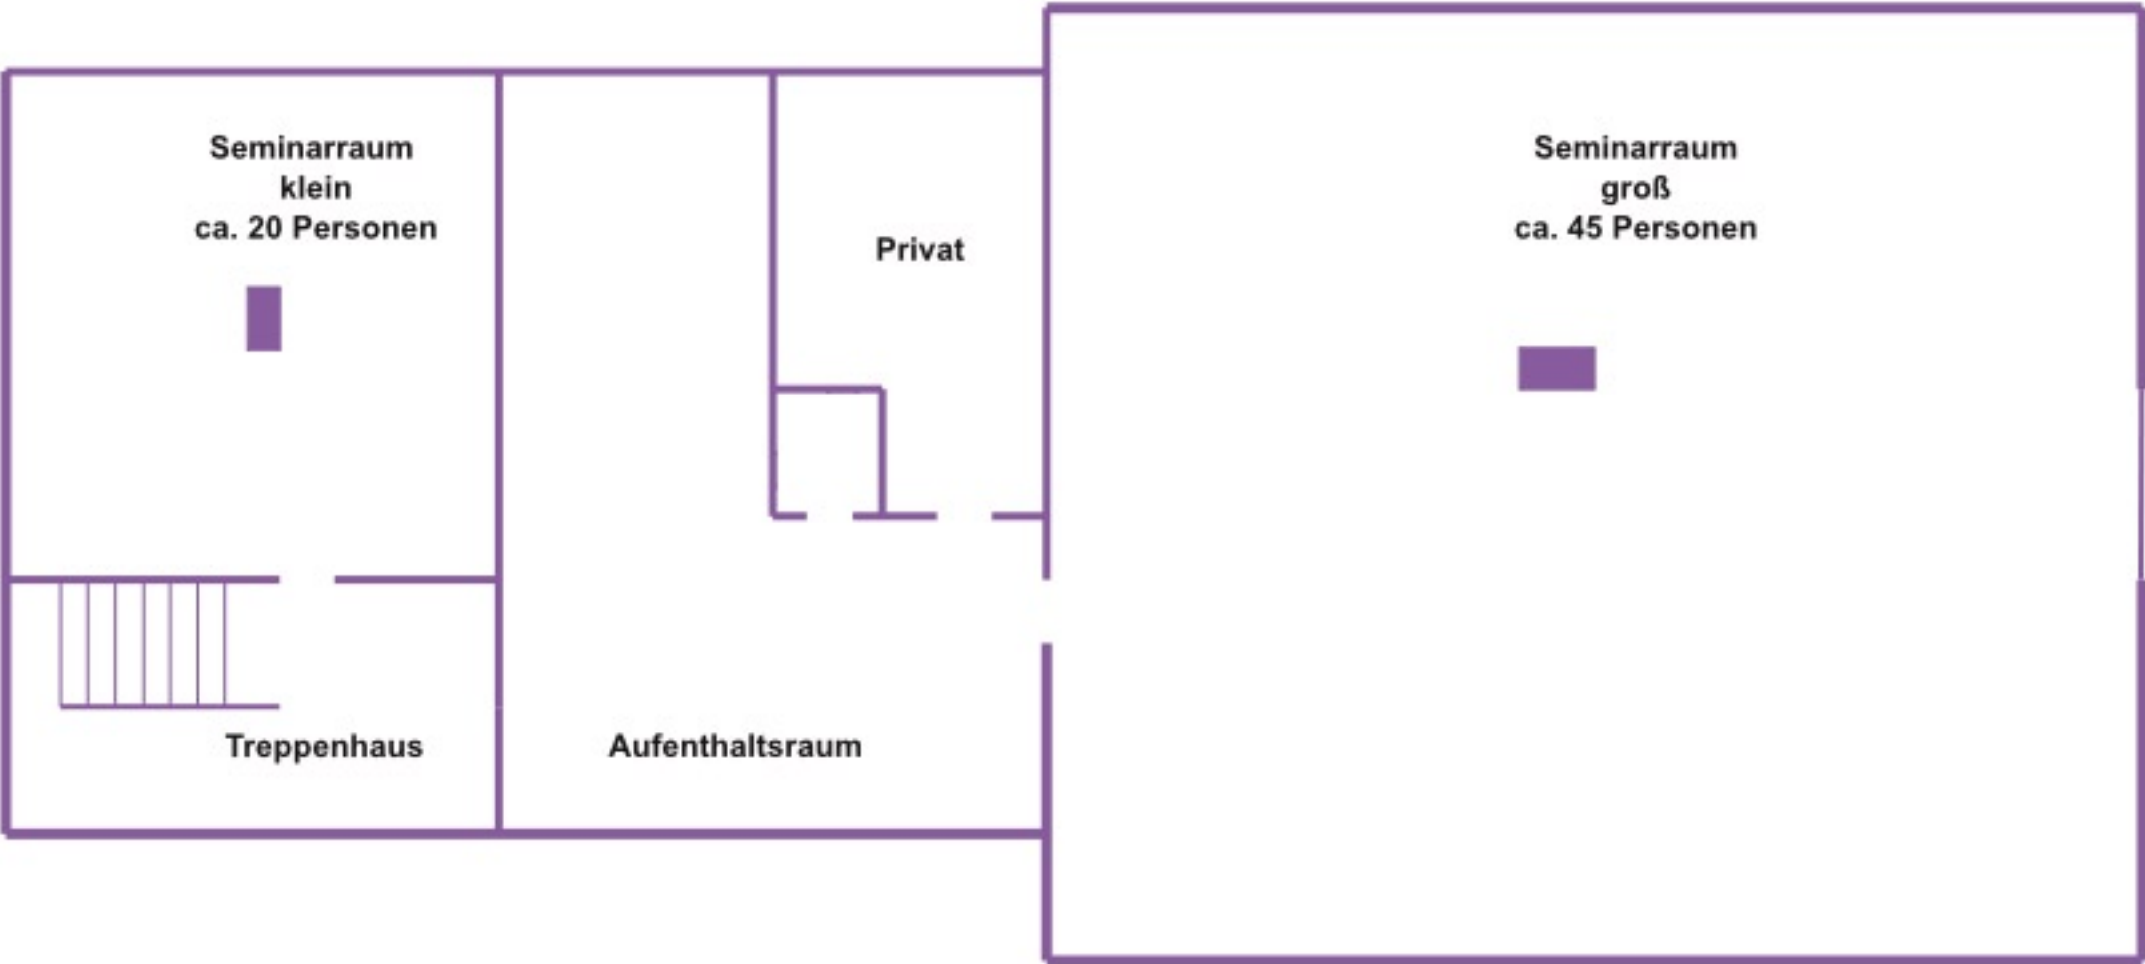 Seminarraum
klein
ca. 20 Personen
Seminarraum
groß
ca. 45 Personen
Privat
Treppenhaus
Aufenthaltsraum